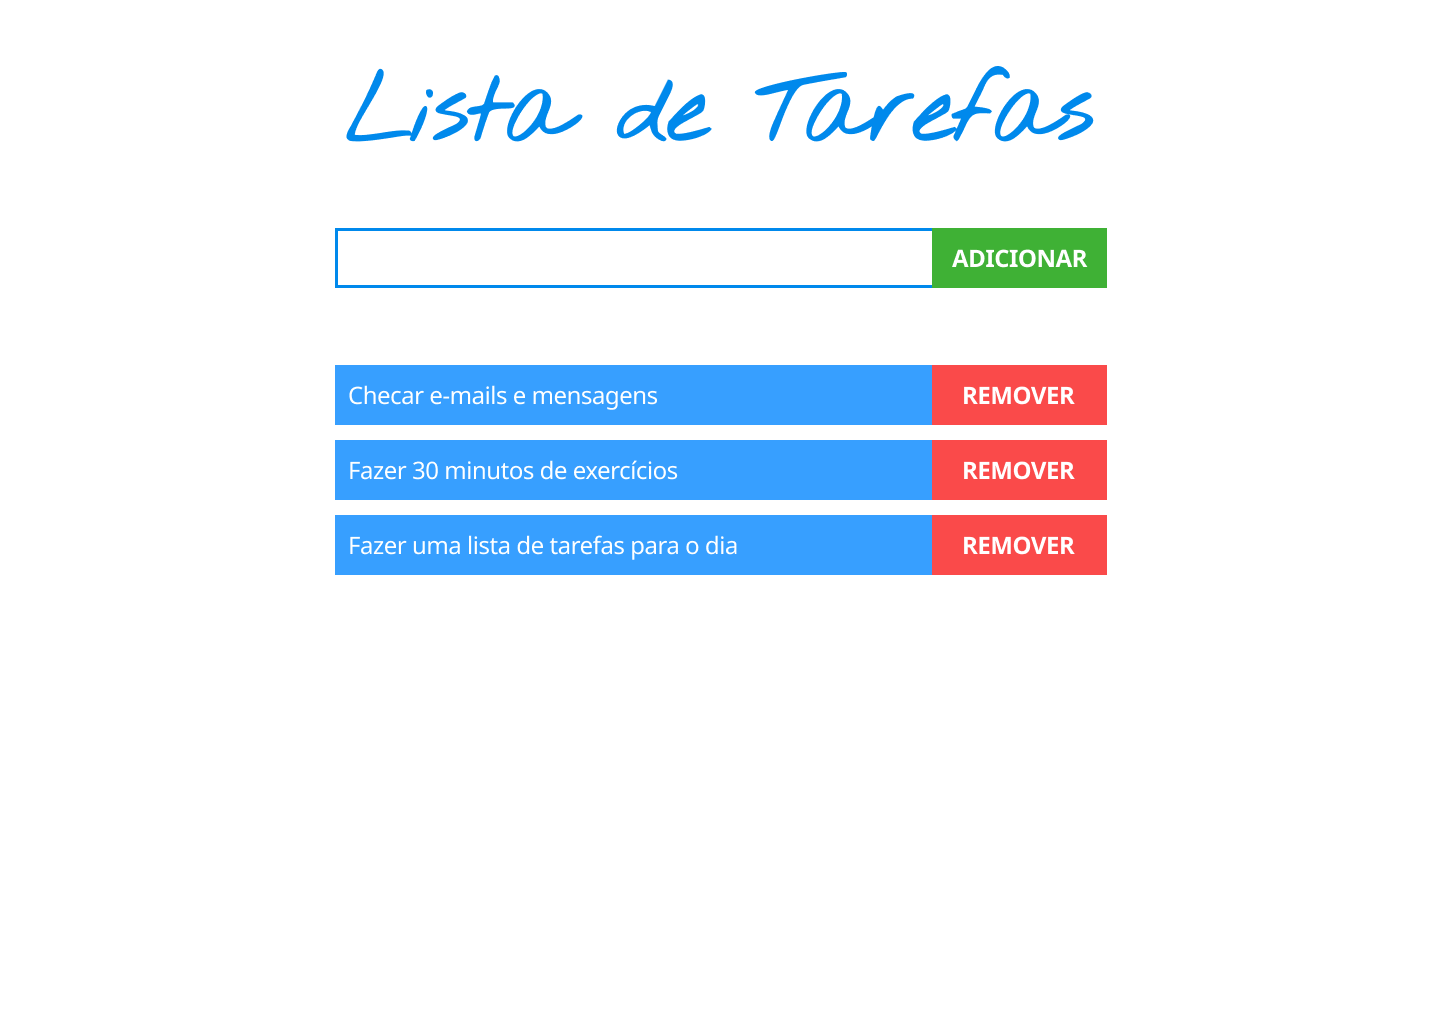 Lista de Tarefas
ADICIONAR
Checar e-mails e mensagens REMOVER
Fazer 30 minutos de exercícios REMOVER
Fazer uma lista de tarefas para o dia REMOVER